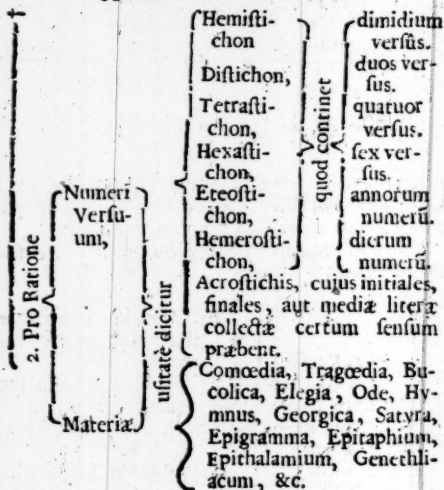 †
2. Pro Ratione
Numeri
Versu-
um,
Materiæ
usitatè dicitur
Hemisti-
chon
Distichon,
Tetrasti-
chon,
Hexasti-
chon,
Eteosti-
chon,
Hemerosti-
chon,
quod continet
dimidium
versûs.
duos ver-
sus.
quatuor
versus.
sex ver-
sus.
annorum
numerū.
dierum
numerū.
Acrostichis, cuius initiales,
finales, aut mediæ literæ
collectæ certum sensum
præbent.
Comœdia, Tragœdia, Bu-
colica, Elegia, Ode, Hy-
mnus, Georgica, Satyra,
Epigramma, Epitaphium,
Epithalamium, Genethli-
acum, &c.